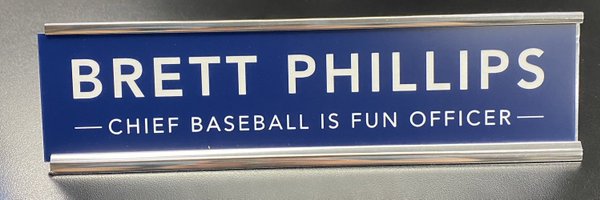 BRETT PHILLIPS
—CHIEF BASEBALL IS FUN OFFICER—